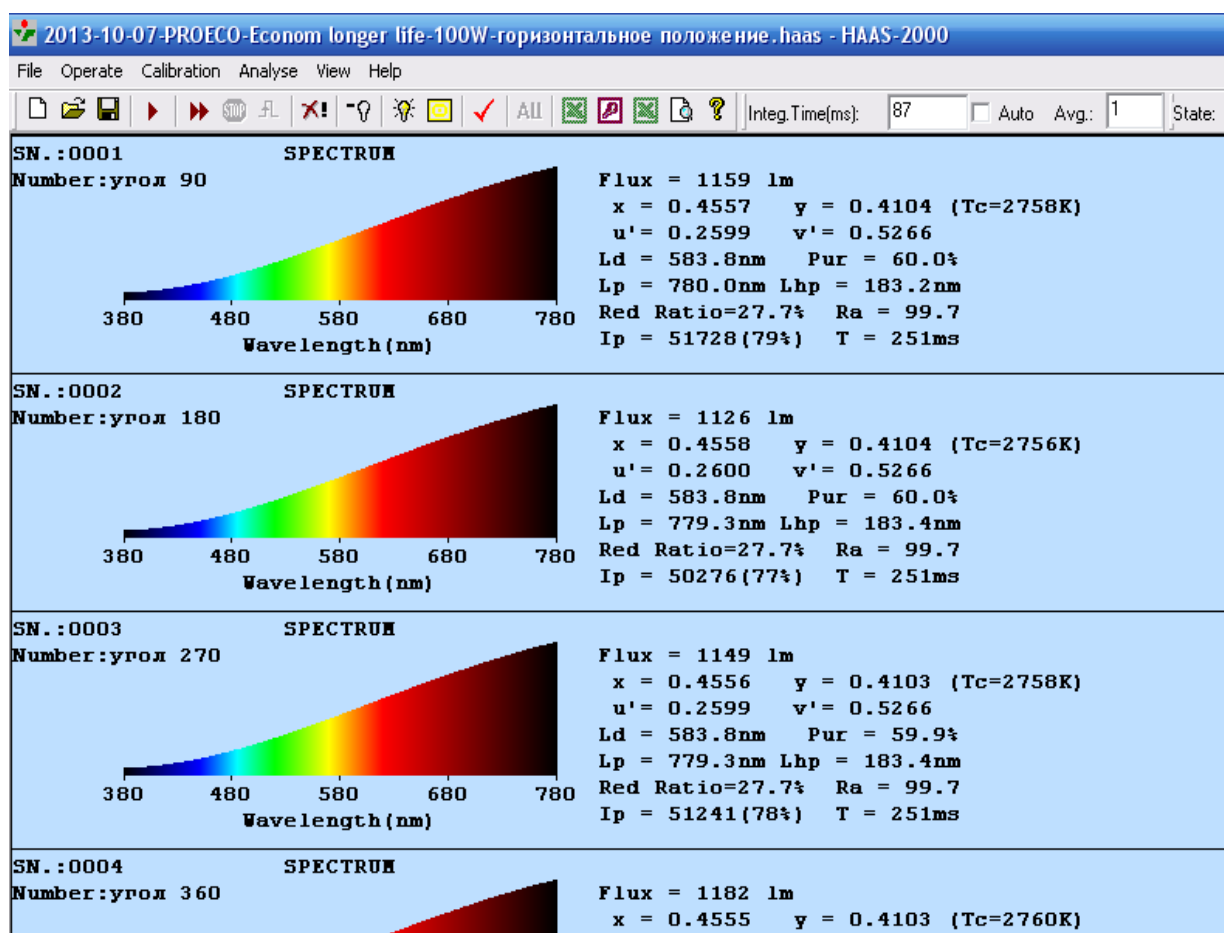 2013-10-07-PROECO-Econom longer life-100W-горизонтальное положение.haas - HAAS-2000
File Operate Calibration Analyse View Help
STOP X! All Integ.Time(ms): 87 Auto Avg.: 1 State:
SN.:0001 SPECTRUM
Number:угол 90
Flux = 1159 lm
x = 0.4557 y = 0.4104 (Tc=2758K)
u'= 0.2599 v'= 0.5266
Ld = 583.8nm Pur = 60.0%
Lp = 780.0nm Lhp = 183.2nm
Red Ratio=27.7% Ra = 99.7
Ip = 51728(79%) T = 251ms
380 480 580 680 780
Wavelength(nm)
SN.:0002 SPECTRUM
Number:угол 180
Flux = 1126 lm
x = 0.4558 y = 0.4104 (Tc=2756K)
u'= 0.2600 v'= 0.5266
Ld = 583.8nm Pur = 60.0%
Lp = 779.3nm Lhp = 183.4nm
Red Ratio=27.7% Ra = 99.7
Ip = 50276(77%) T = 251ms
380 480 580 680 780
Wavelength(nm)
SN.:0003 SPECTRUM
Number:угол 270
Flux = 1149 lm
x = 0.4556 y = 0.4103 (Tc=2758K)
u'= 0.2599 v'= 0.5266
Ld = 583.8nm Pur = 59.9%
Lp = 779.3nm Lhp = 183.4nm
Red Ratio=27.7% Ra = 99.7
Ip = 51241(78%) T = 251ms
380 480 580 680 780
Wavelength(nm)
SN.:0004 SPECTRUM
Number:угол 360
Flux = 1182 lm
x = 0.4555 y = 0.4103 (Tc=2760K)